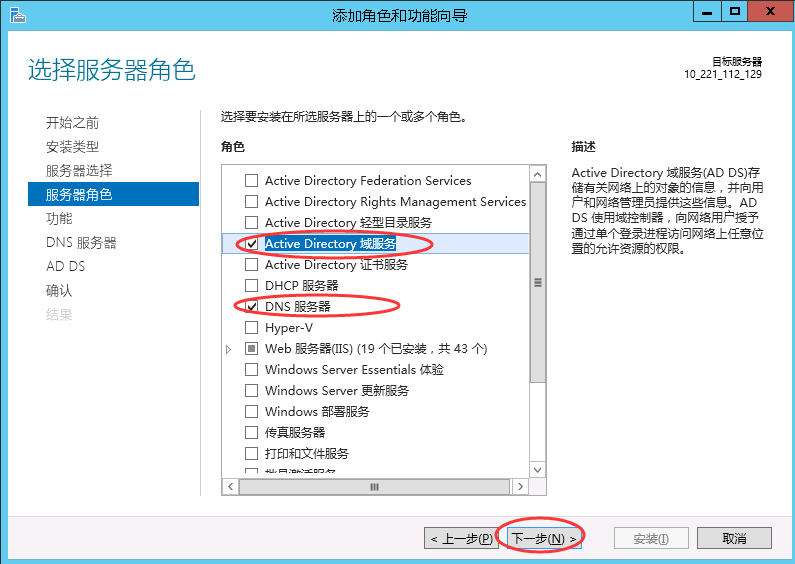 添加角色和功能向导
选择服务器角色
目标服务器
10_221_112_129
开始之前
安装类型
服务器选择
服务器角色
功能
DNS 服务器
AD DS
确认
结果
选择要安装在所选服务器上的一个或多个角色。
角色
Active Directory Federation Services
Active Directory Rights Management Services
Active Directory 轻型目录服务
Active Directory 域服务
Active Directory 证书服务
DHCP 服务器
DNS 服务器
Hyper-V
Web 服务器(IIS) (19 个已安装，共 43 个)
Windows Server Essentials 体验
Windows Server 更新服务
Windows 部署服务
传真服务器
打印和文件服务
描述
Active Directory 域服务(AD DS)存
储有关网络上的对象的信息，并向用
户和网络管理员提供这些信息。AD
DS 使用域控制器，向网络用户授予
通过单个登录进程访问网络上任意位置
的允许资源的权限。
< 上一步(P)
下一步(N) >
安装(I)
取消